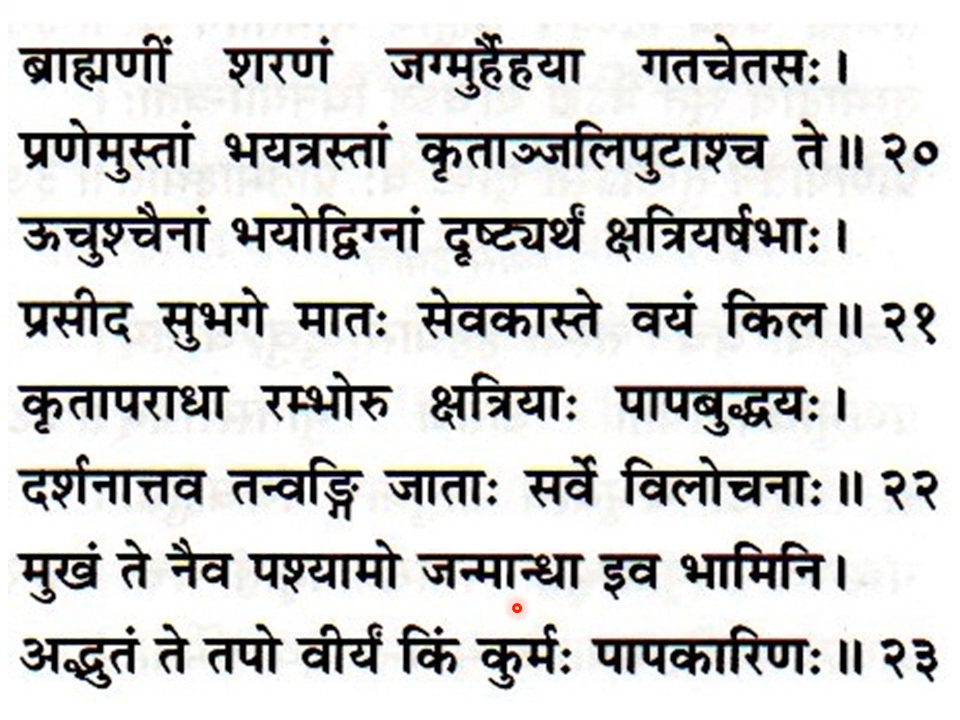 ब्राह्मणीं शरणं जग्मुर्हैहया गतचेतसः।
प्रणेमुस्तां भयत्रस्तां कृताञ्जलिपुटाश्च ते॥ २०
ऊचुश्चैनां भयोद्विग्नां दृष्ट्यर्थं क्षत्रियर्षभाः।
प्रसीद सुभगे मातः सेवकास्ते वयं किल॥ २१
कृतापराधा रम्भोरु क्षत्रियाः पापबुद्धयः।
दर्शनात्तव तन्वङ्गि जाताः सर्वे विलोचनाः॥ २२
मुखं ते नैव पश्यामो जन्मान्धा इव भामिनि।
अद्भुतं ते तपो वीर्यं किं कुर्मः पापकारिणः॥ २३